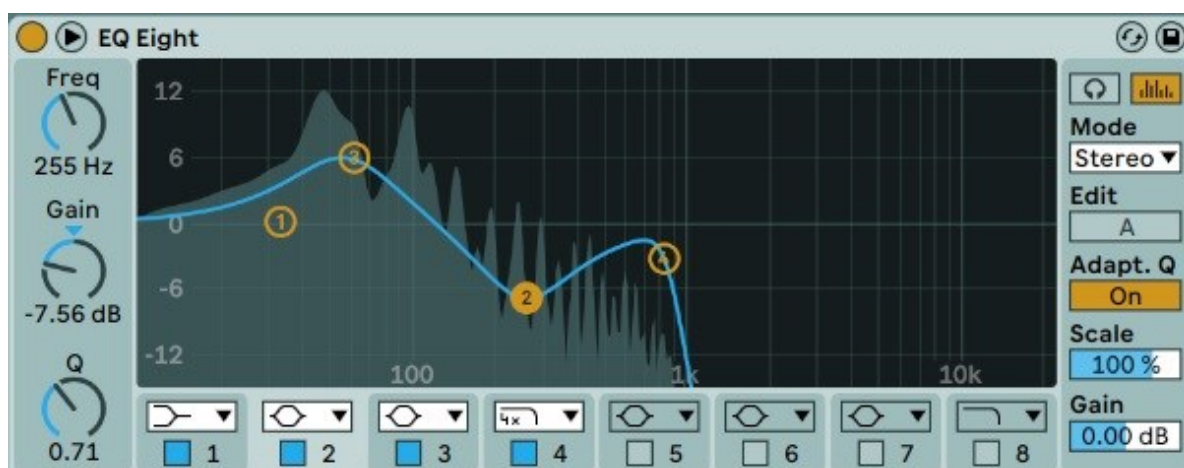 EQ Eight
Freq
255 Hz
Gain
-7.56 dB
Q
0.71
12
6
0
-6
-12
100
1k
10k
1
3
2
4
4x
1
2
3
4
5
6
7
8
Mode
Stereo
Edit
A
Adapt. Q
On
Scale
100 %
Gain
0.00 dB